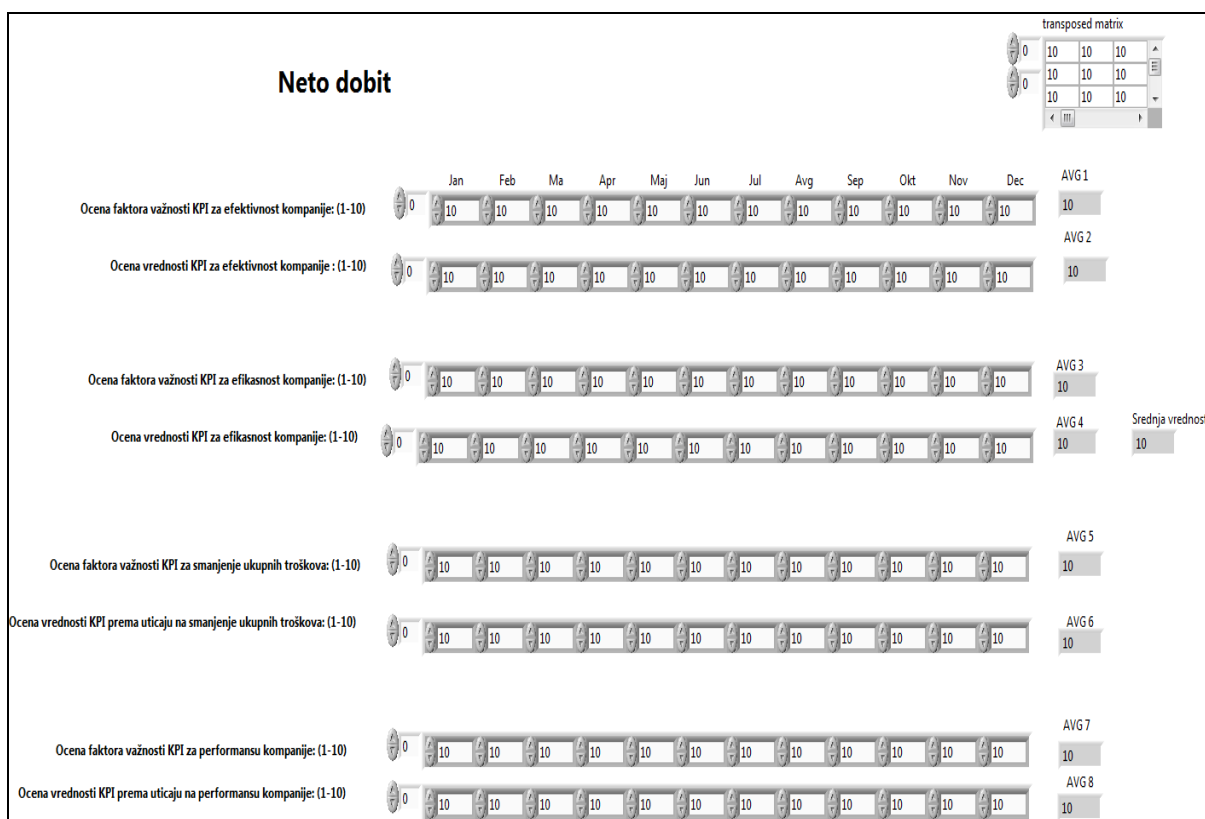 transposed matrix
0 10 10 10
0 10 10 10
10 10 10
Neto dobit
Jan Feb Ma Apr Maj Jun Jul Avg Sep Okt Nov Dec AVG 1
Ocena faktora važnosti KPI za efektivnost kompanije: (1-10) 0 10 10 10 10 10 10 10 10 10 10 10 10 10
AVG 2
Ocena vrednosti KPI za efektivnost kompanije : (1-10) 0 10 10 10 10 10 10 10 10 10 10 10 10 10
AVG 3
Ocena faktora važnosti KPI za efikasnost kompanije: (1-10) 0 10 10 10 10 10 10 10 10 10 10 10 10 10
AVG 4 Srednja vrednost
Ocena vrednosti KPI za efikasnost kompanije: (1-10) 0 10 10 10 10 10 10 10 10 10 10 10 10 10 10
AVG 5
Ocena faktora važnosti KPI za smanjenje ukupnih troškova: (1-10) 0 10 10 10 10 10 10 10 10 10 10 10 10 10
AVG 6
Ocena vrednosti KPI prema uticaju na smanjenje ukupnih troškova: (1-10) 0 10 10 10 10 10 10 10 10 10 10 10 10 10
AVG 7
Ocena faktora važnosti KPI za performansu kompanije: (1-10) 0 10 10 10 10 10 10 10 10 10 10 10 10 10
AVG 8
Ocena vrednosti KPI prema uticaju na performansu kompanije: (1-10) 0 10 10 10 10 10 10 10 10 10 10 10 10 10